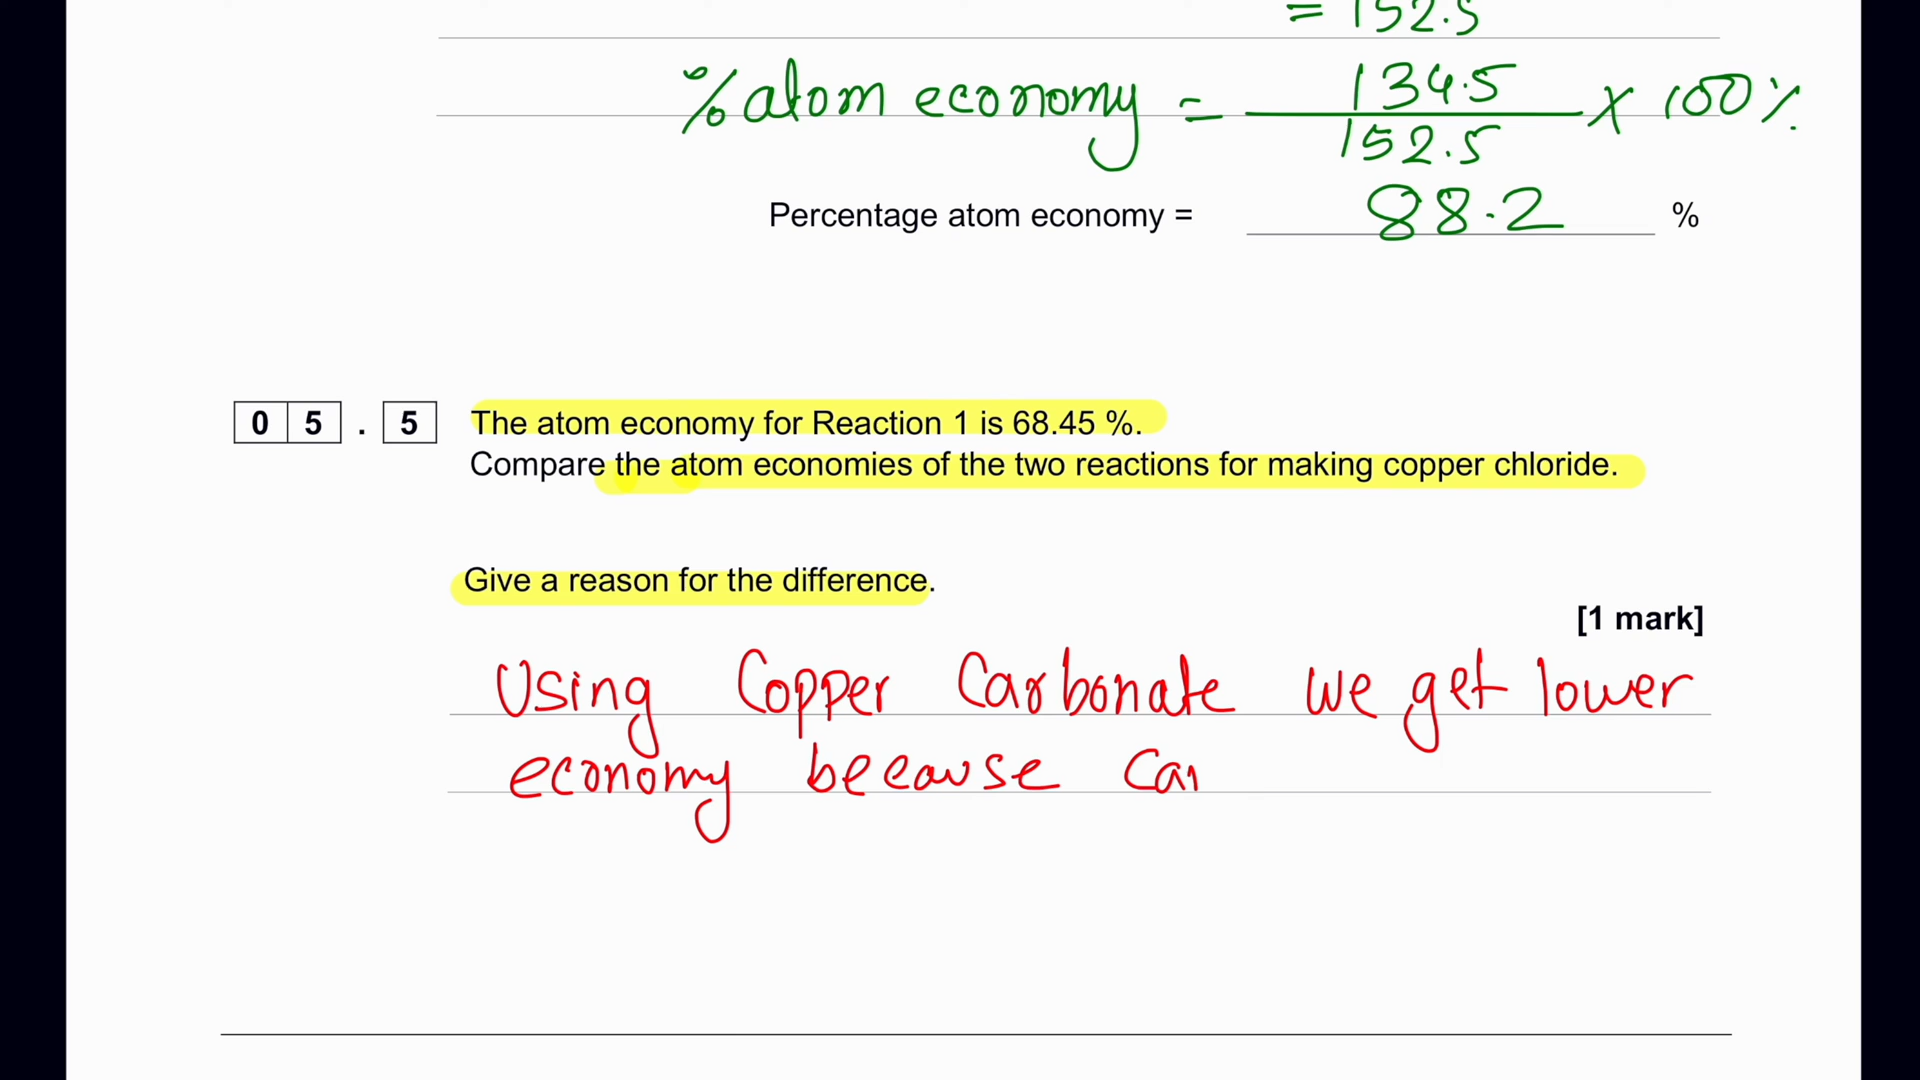 = 152.5
% atom economy = 134.5 / 152.5 x 100%
Percentage atom economy = 88.2 %
0 5 . 5 The atom economy for Reaction 1 is 68.45 %.
Compare the atom economies of the two reactions for making copper chloride.
Give a reason for the difference.
[1 mark]
Using Copper Carbonate we get lower
economy because Car